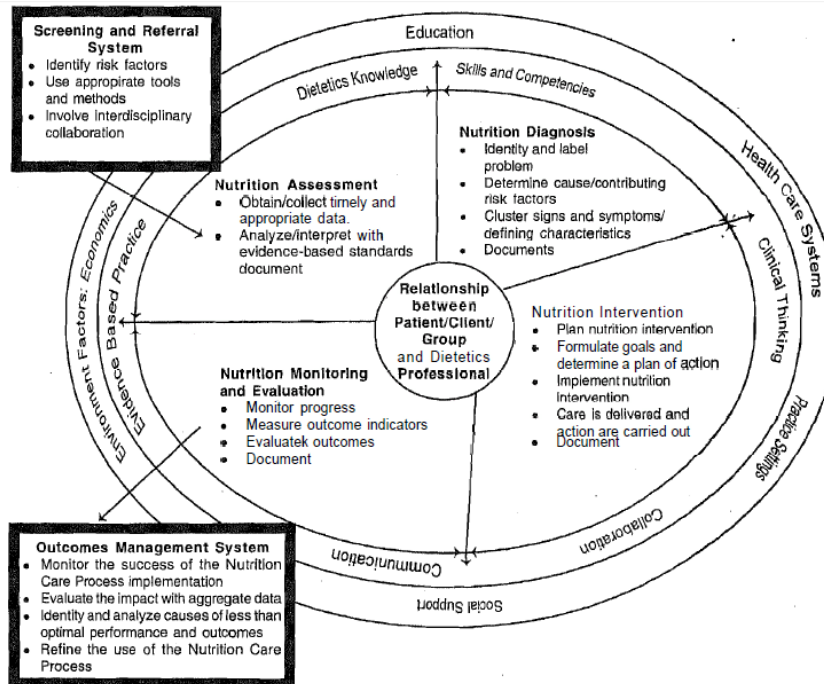 Screening and Referral
System
• Identify risk factors
• Use appropirate tools
and methods
• Involve interdisciplinary
collaboration
Education
Dietetics Knowledge
Skills and Competencies
Health Care Systems
Nutrition Assessment
• Obtain/collect timely and
appropriate data.
• Analyze/interpret with
evidence-based standards
document
Nutrition Diagnosis
• Identity and label
problem
• Determine cause/contributing
risk factors
• Cluster signs and symptoms/
defining characteristics
• Documents
Environment Factors: Economics
Evidence Based Practice
Clinical Thinking
Relationship
between
Patient/Client/
Group
and Dietetics
Professional
Nutrition Intervention
• Plan nutrition intervention
• Formulate goals and
determine a plan of action
• Implement nutrition
Intervention
• Care is delivered and
action are carried out
• Document
Nutrition Monitoring
and Evaluation
• Monitor progress
• Measure outcome indicators
• Evaluatek outcomes
• Document
Practice Settings
Collaboration
Communication
Social Support
Outcomes Management System
• Monitor the success of the Nutrition
Care Process implementation
• Evaluate the impact with aggregate data
• Identity and analyze causes of less than
optimal performance and outcomes
• Refine the use of the Nutrition Care
Process